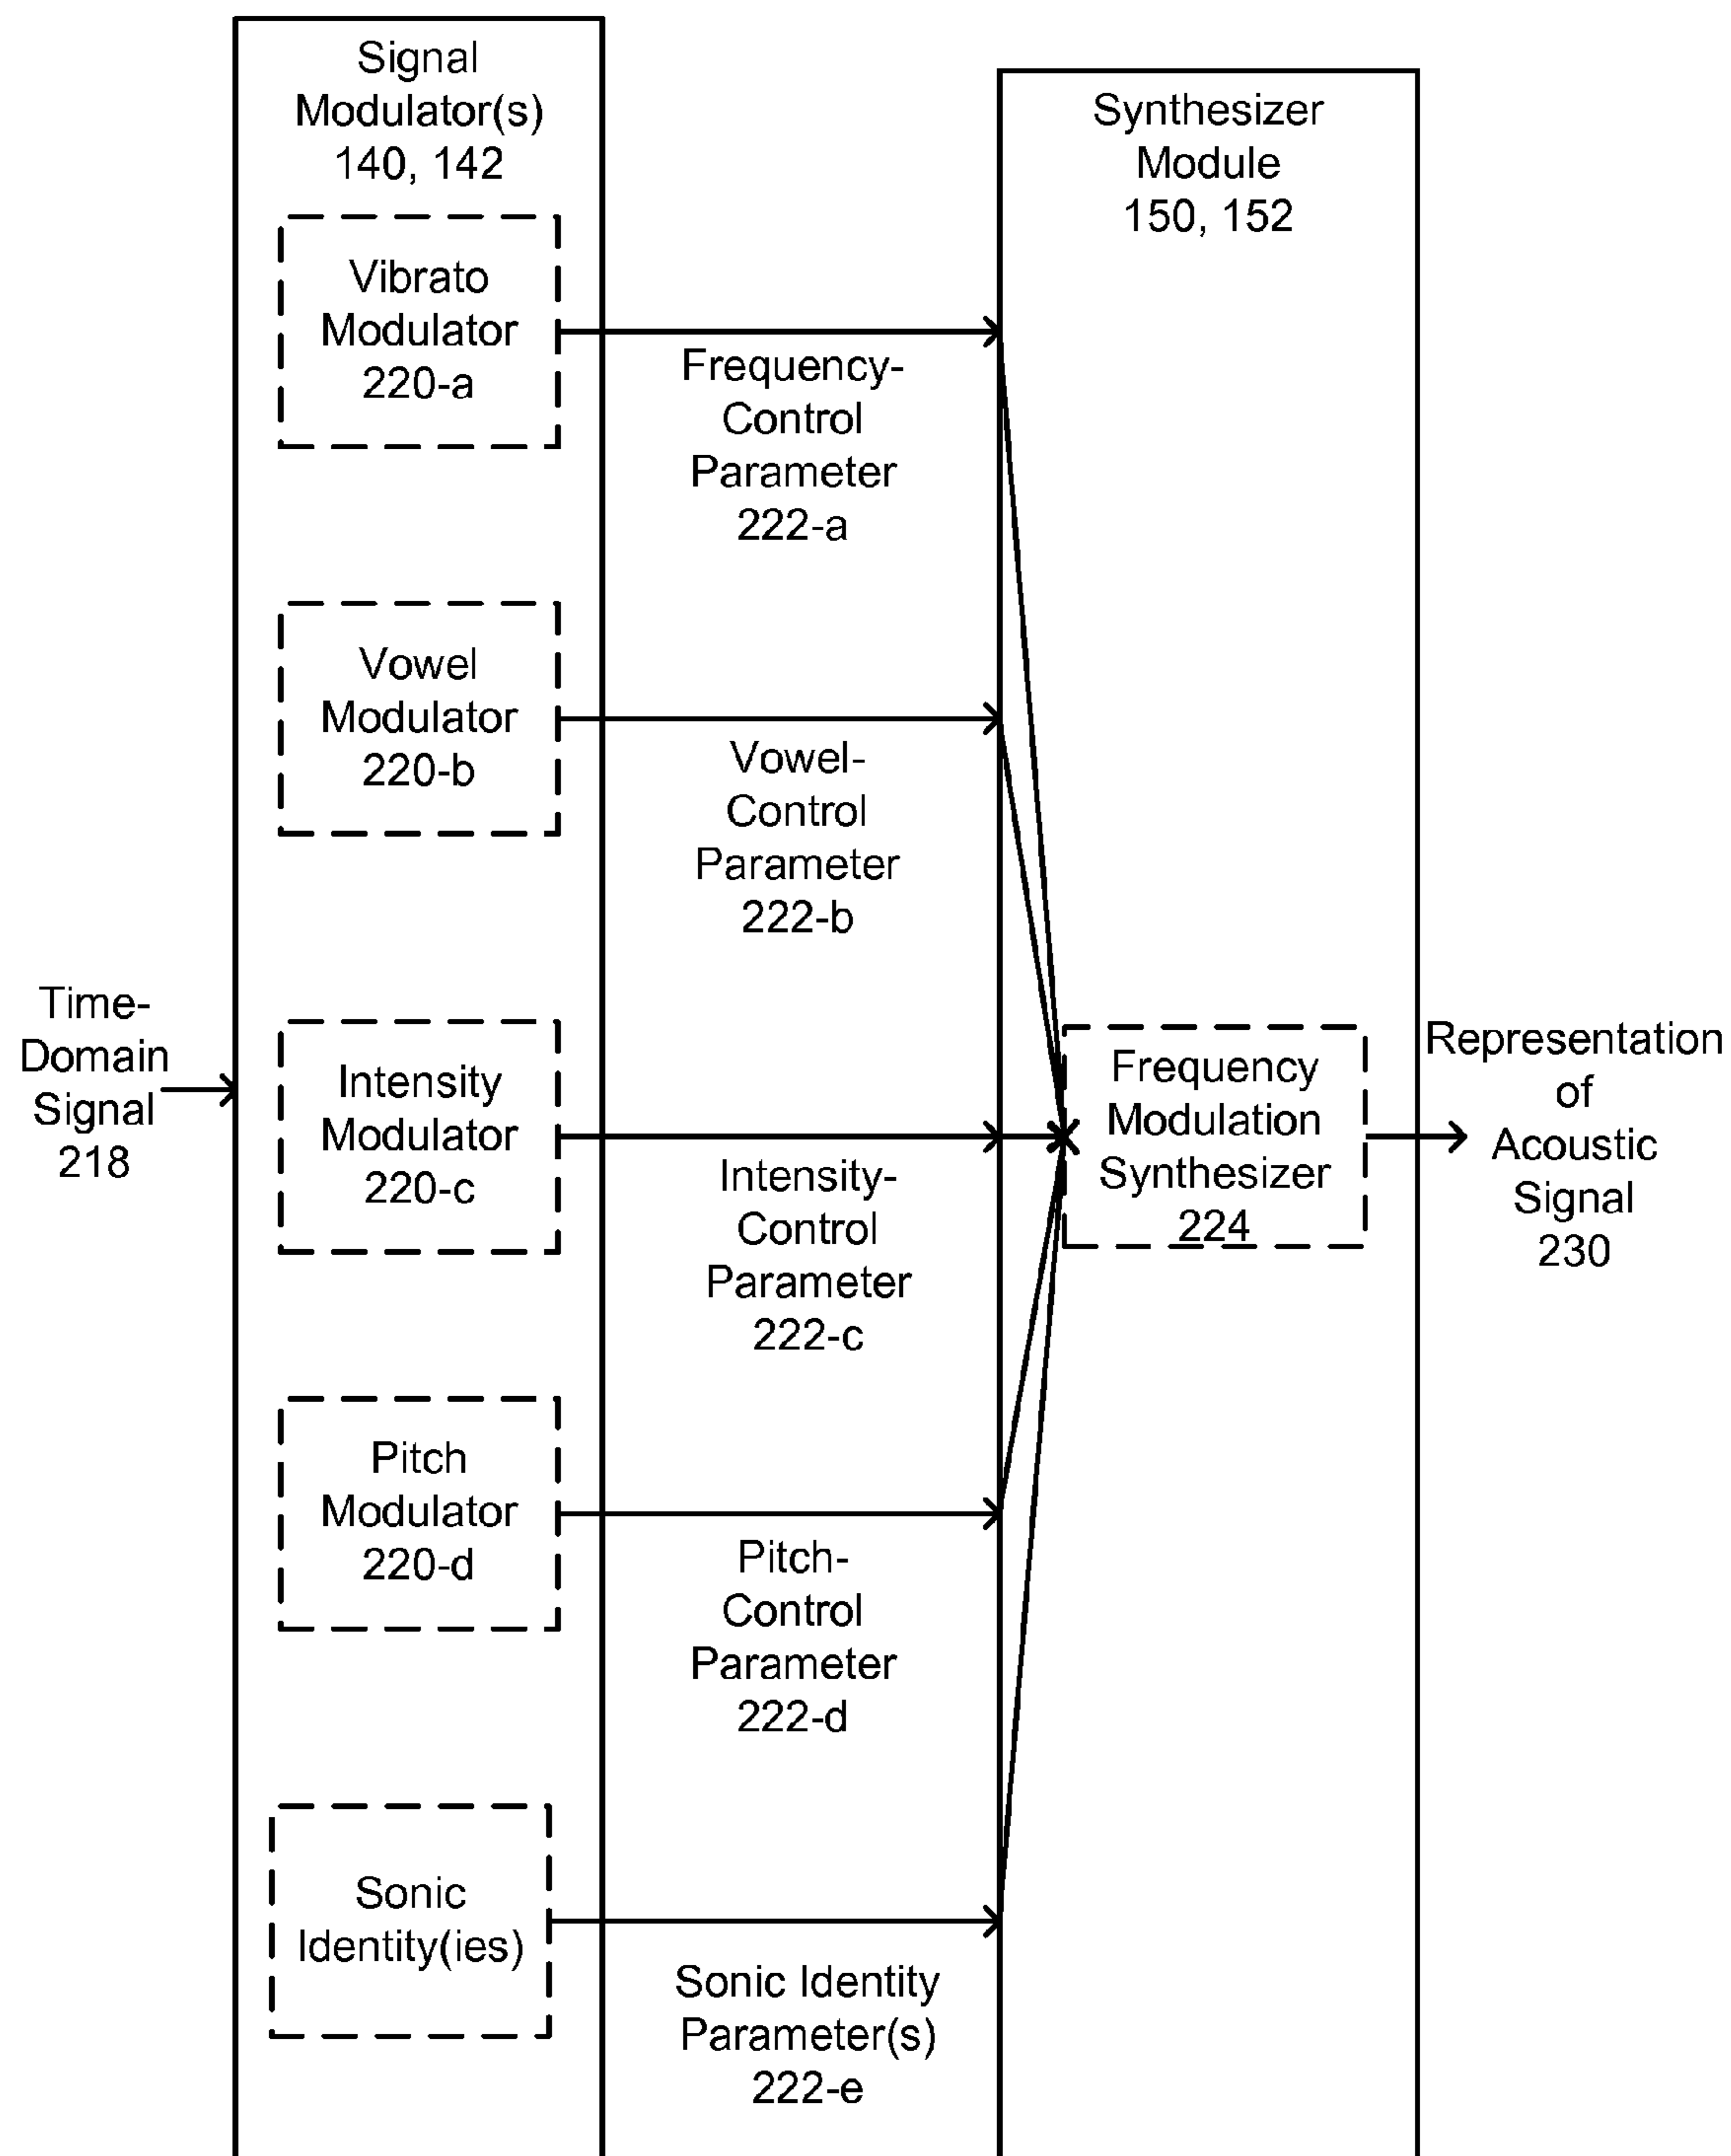 Signal
Modulator(s)
140, 142
Vibrato
Modulator
220-a
Vowel
Modulator
220-b
Time-
Domain
Signal
218
Intensity
Modulator
220-c
Pitch
Modulator
220-d
Sonic
Identity(ies)
Frequency-
Control
Parameter
222-a
Vowel-
Control
Parameter
222-b
Intensity-
Control
Parameter
222-c
Pitch-
Control
Parameter
222-d
Sonic Identity
Parameter(s)
222-e
Synthesizer
Module
150, 152
Frequency
Modulation
Synthesizer
224
Representation
of
Acoustic
Signal
230